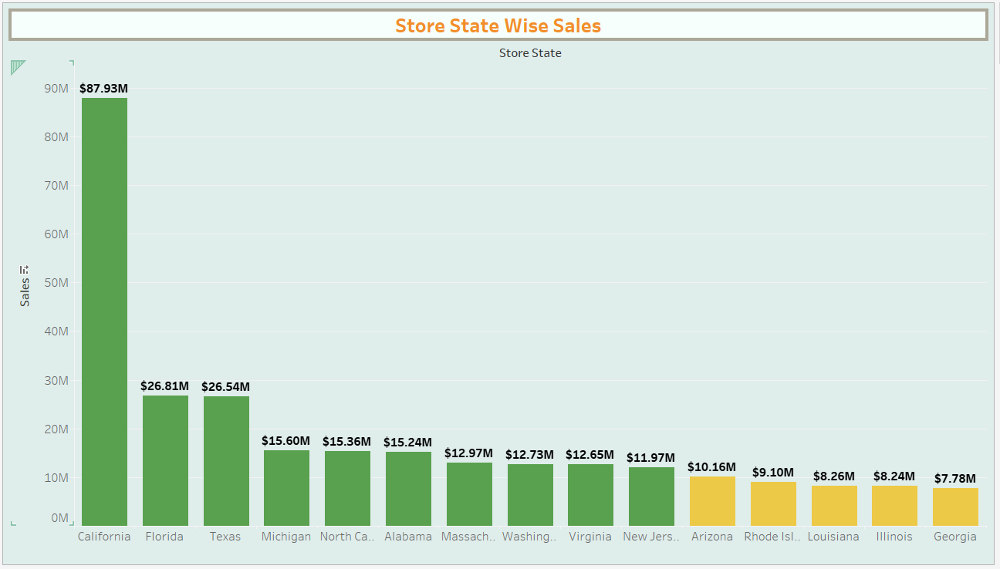 Store State Wise Sales
Store State
Sales
90M
80M
70M
60M
50M
40M
30M
20M
10M
0M
$87.93M
$26.81M
$26.54M
$15.60M
$15.36M
$15.24M
$12.97M
$12.73M
$12.65M
$11.97M
$10.16M
$9.10M
$8.26M
$8.24M
$7.78M
California
Florida
Texas
Michigan
North Ca..
Alabama
Massach..
Washing..
Virginia
New Jers..
Arizona
Rhode Isl..
Louisiana
Illinois
Georgia